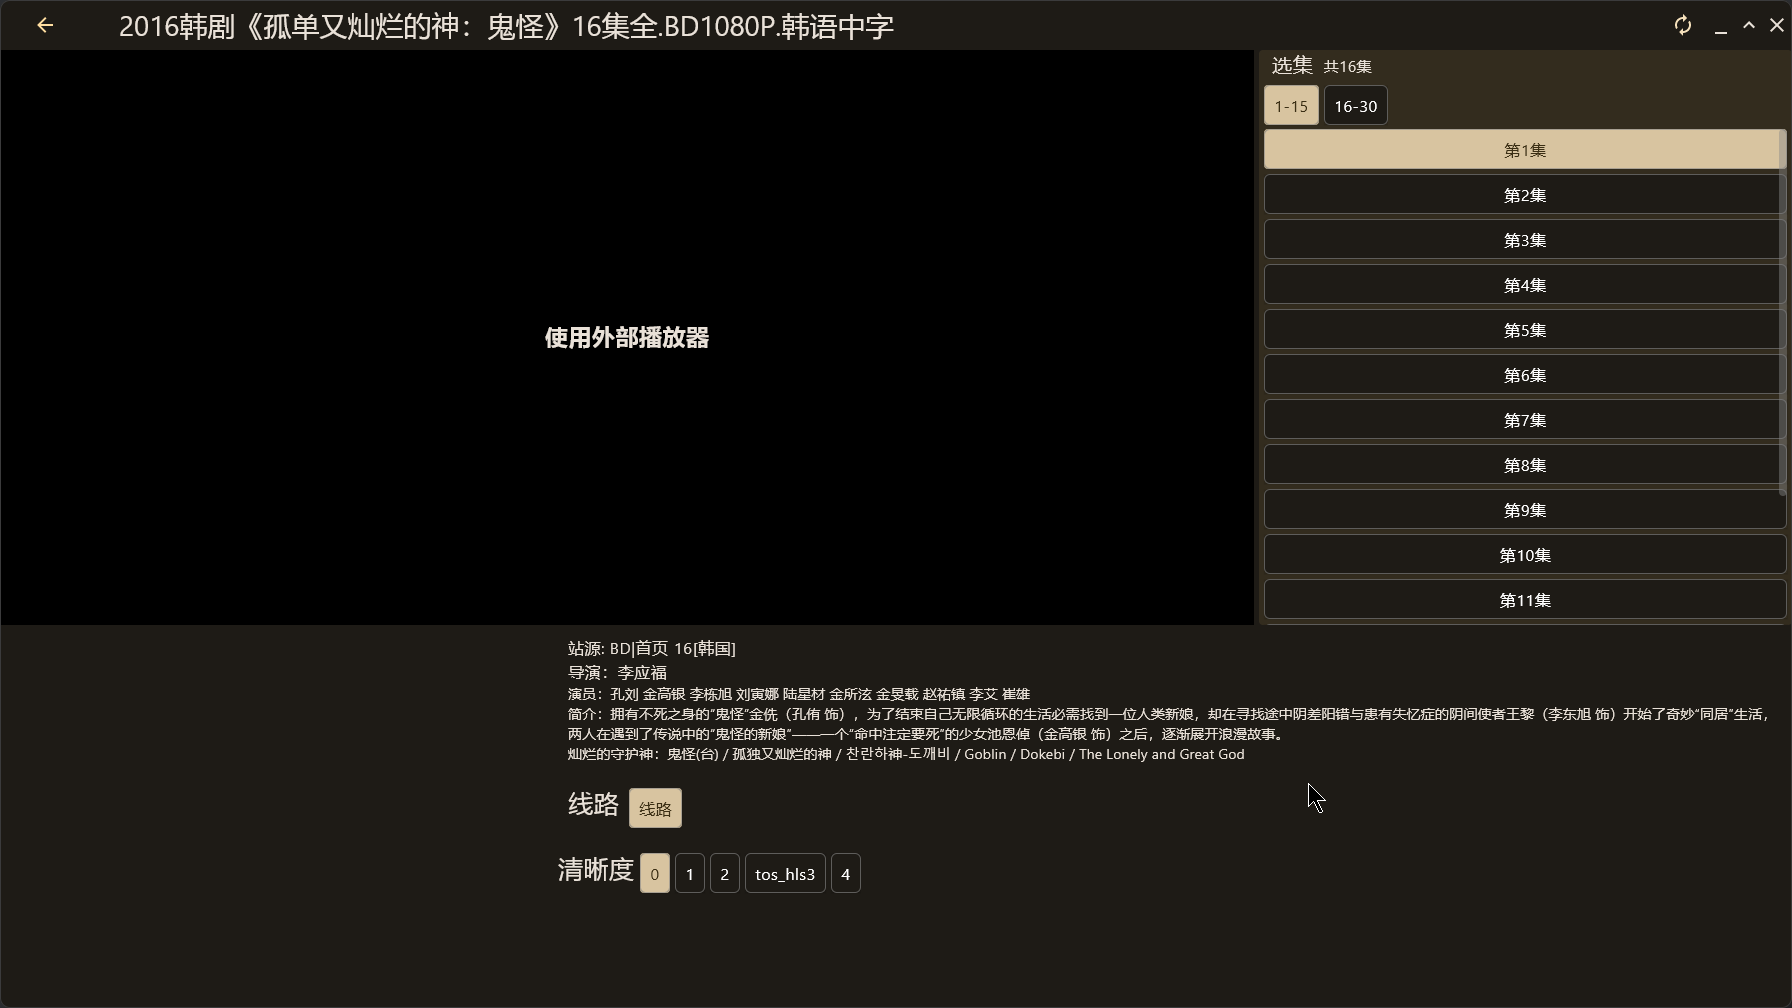 2016韩剧《孤单又灿烂的神：鬼怪》16集全.BD1080P.韩语中字
使用外部播放器
选集 共16集
1-15 16-30
第1集
第2集
第3集
第4集
第5集
第6集
第7集
第8集
第9集
第10集
第11集
站源: BD|首页 16[韩国]
导演：李应福
演员：孔刘 金高银 李栋旭 刘寅娜 陆星材 金所泫 金旻载 赵祐镇 李艾 崔雄
简介：拥有不死之身的"鬼怪"金侁（孔侑 饰），为了结束自己无限循环的生活必需找到一位人类新娘，却在寻找途中阴差阳错与患有失忆症的阴间使者王黎（李东旭 饰）开始了奇妙"同居"生活，
两人在遇到了传说中的"鬼怪的新娘"——一个"命中注定要死"的少女池恩倬（金高银 饰）之后，逐渐展开浪漫故事。
灿烂的守护神：鬼怪(台) / 孤独又灿烂的神 / 찬란하神-도깨비 / Goblin / Dokebi / The Lonely and Great God
线路 线路
清晰度 0 1 2 tos_hls3 4